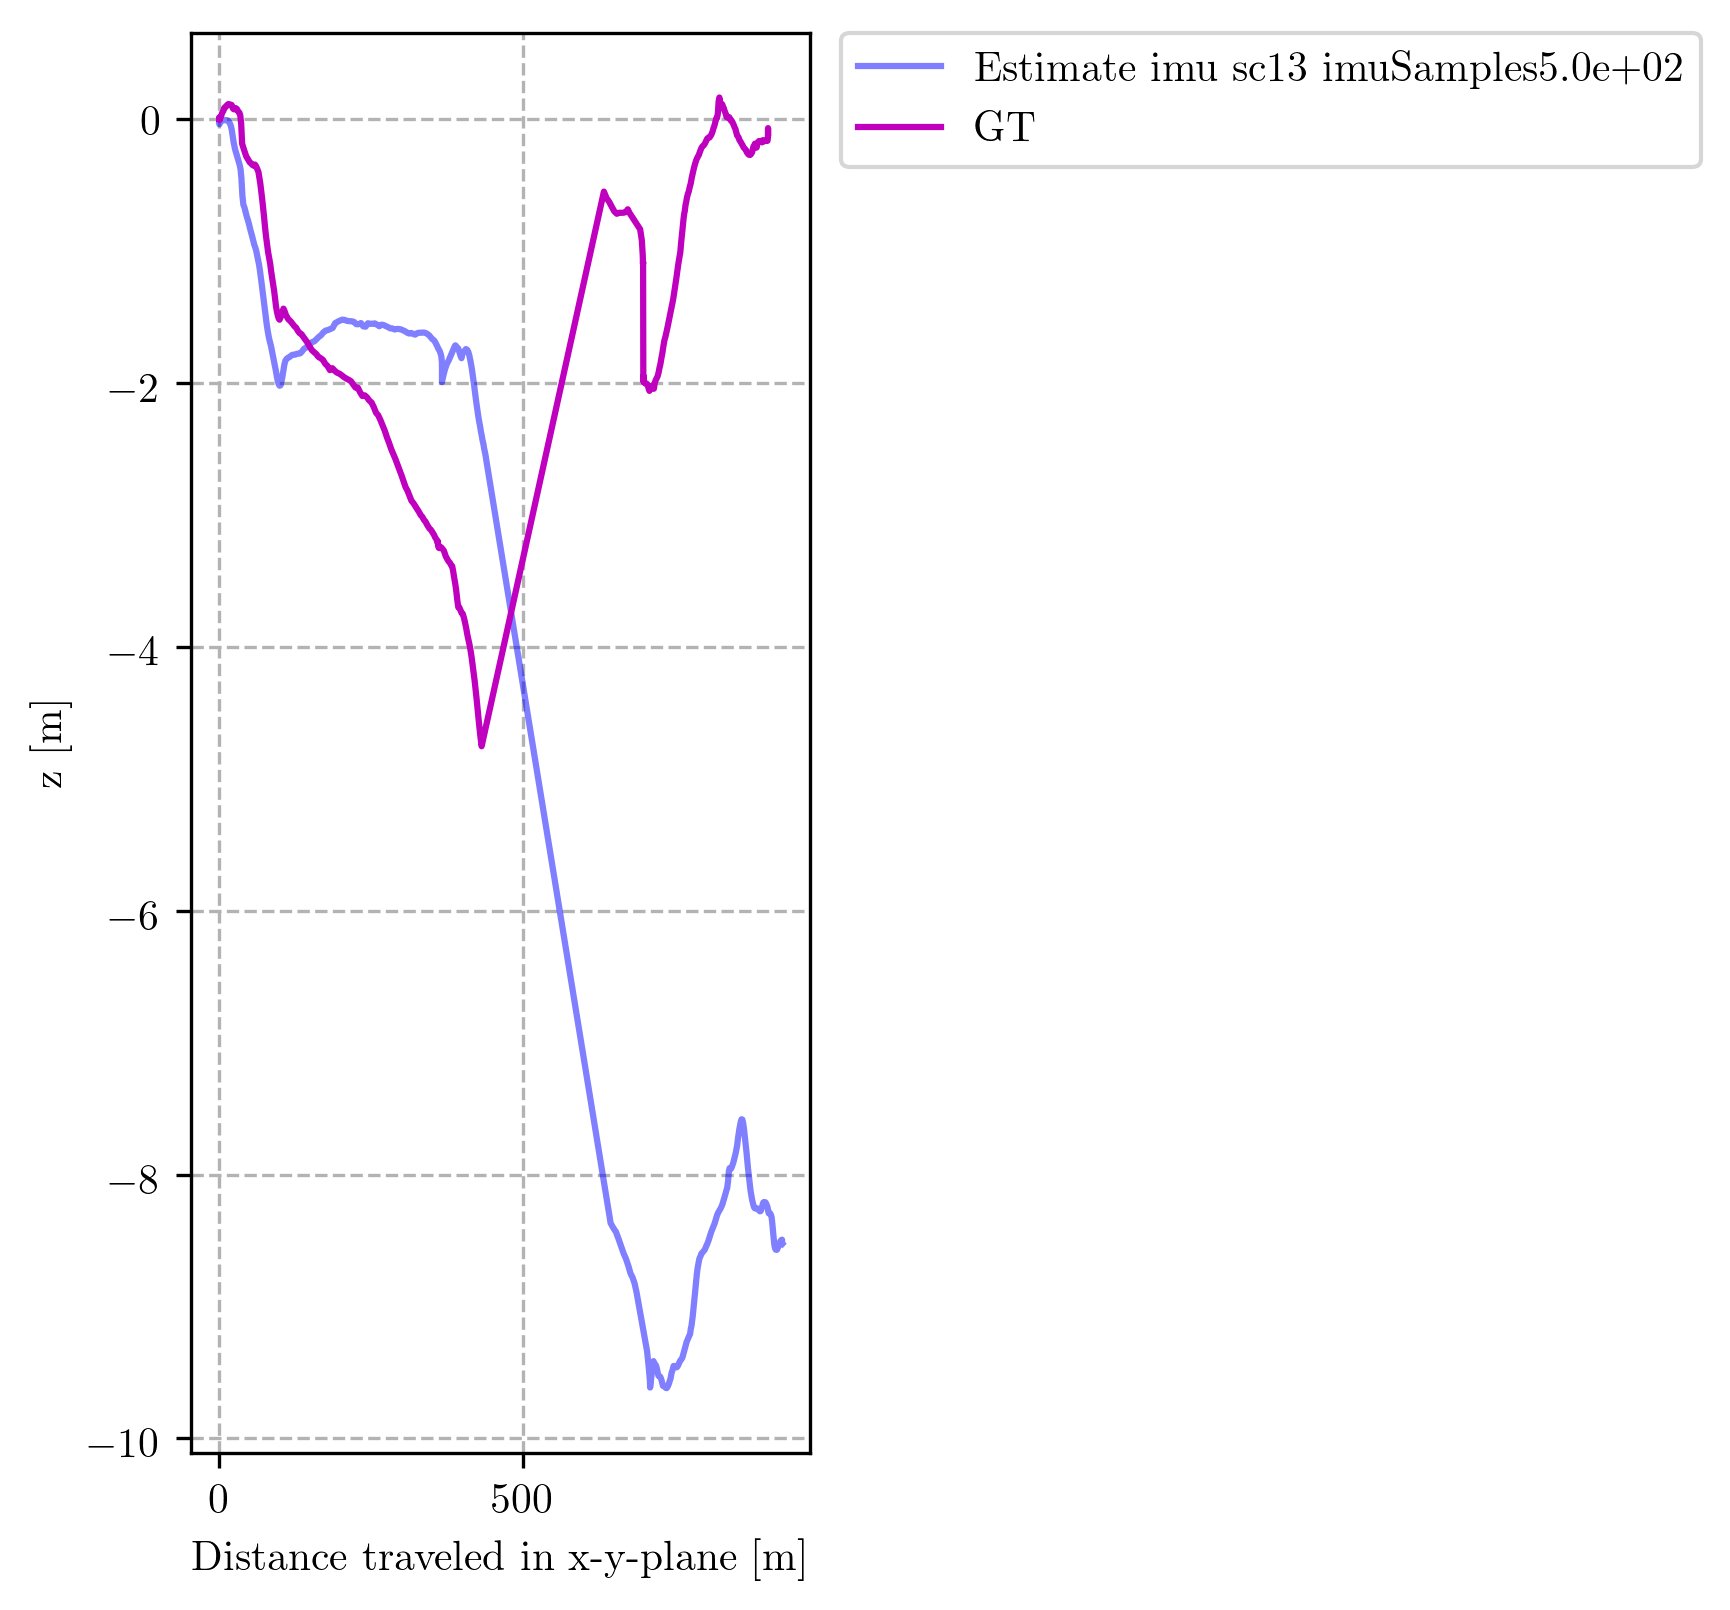 Estimate imu sc13 imuSamples5.0e+02
GT
0
−2
−4
−6
−8
−10
z [m]
0 500
Distance traveled in x-y-plane [m]